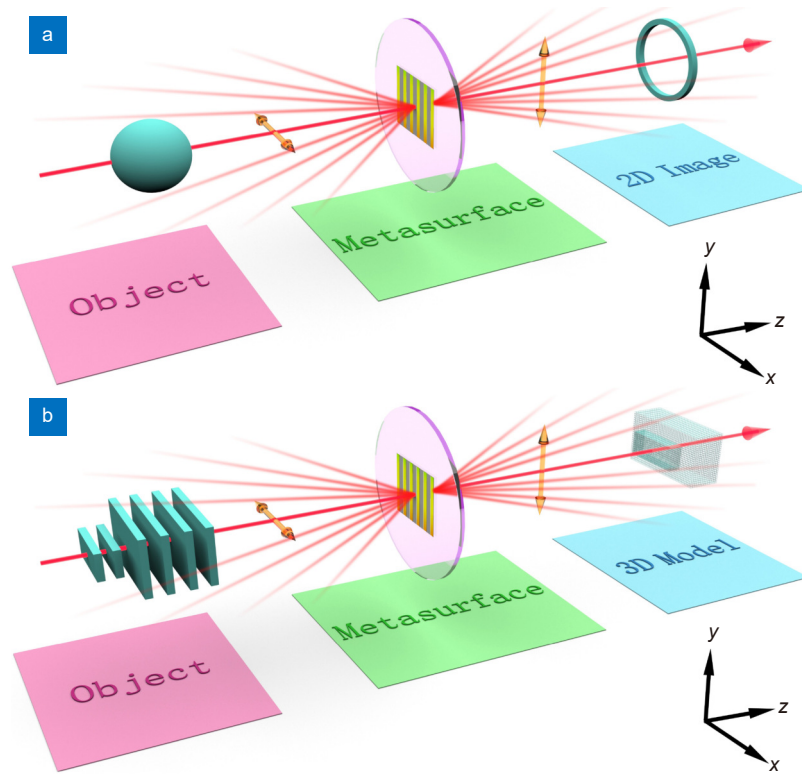 a
2D Image
Metasurface
Object
y
z
x
b
3D Model
Metasurface
Object
y
z
x